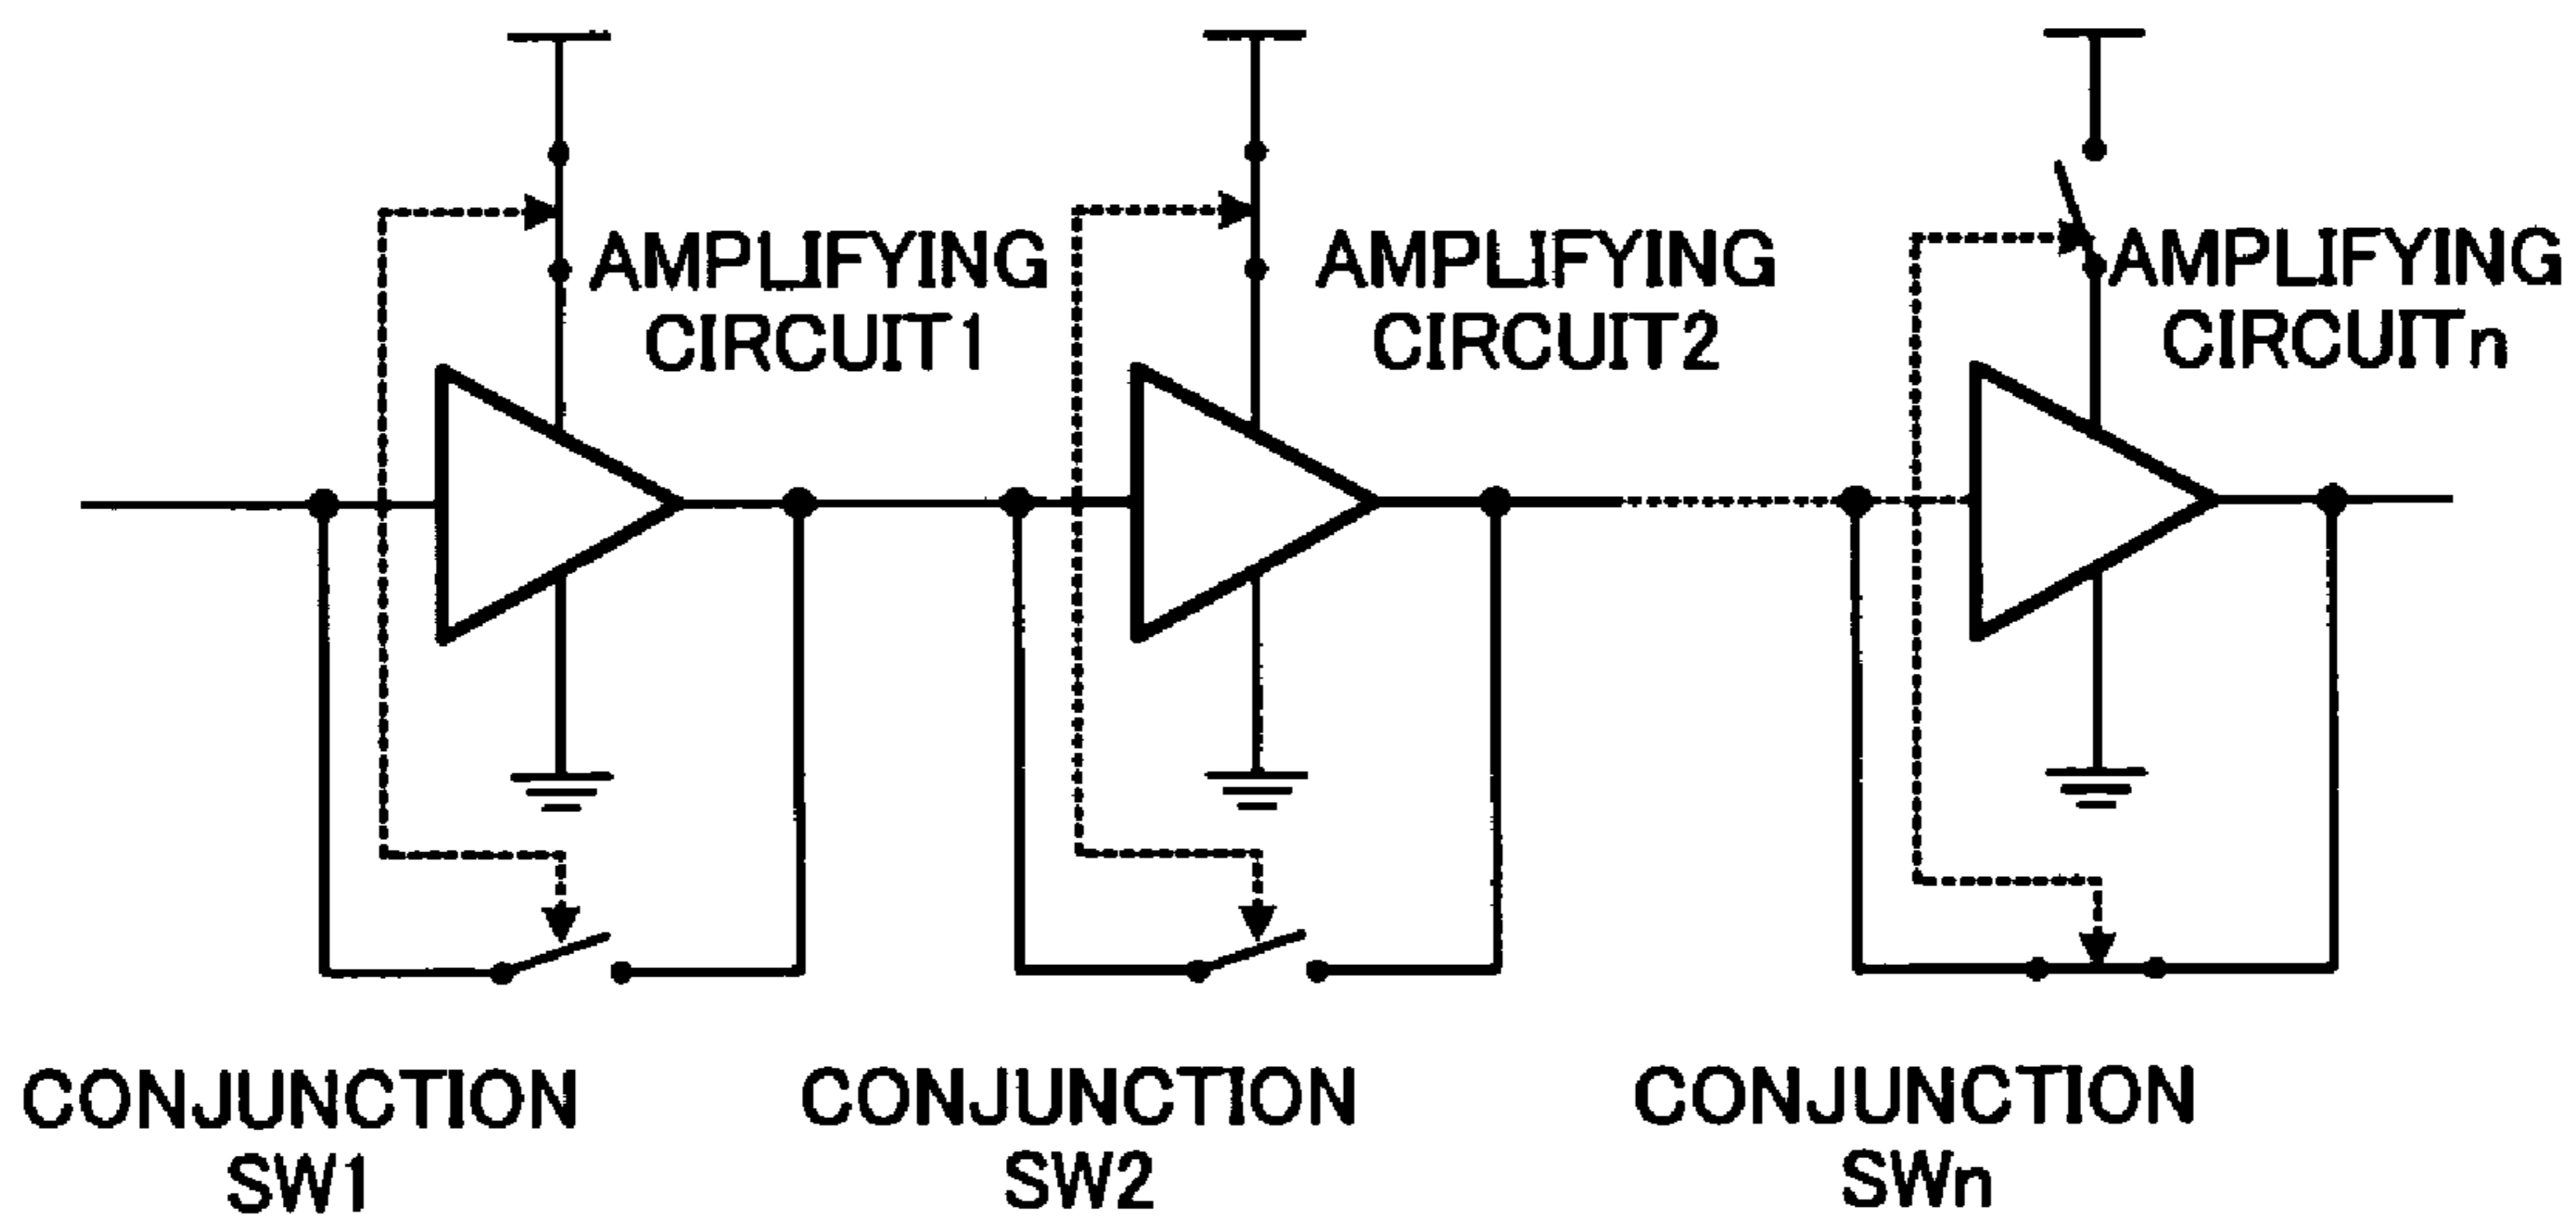 AMPLIFYING
CIRCUIT1
AMPLIFYING
CIRCUIT2
AMPLIFYING
CIRCUITn
CONJUNCTION
SW1
CONJUNCTION
SW2
CONJUNCTION
SWn